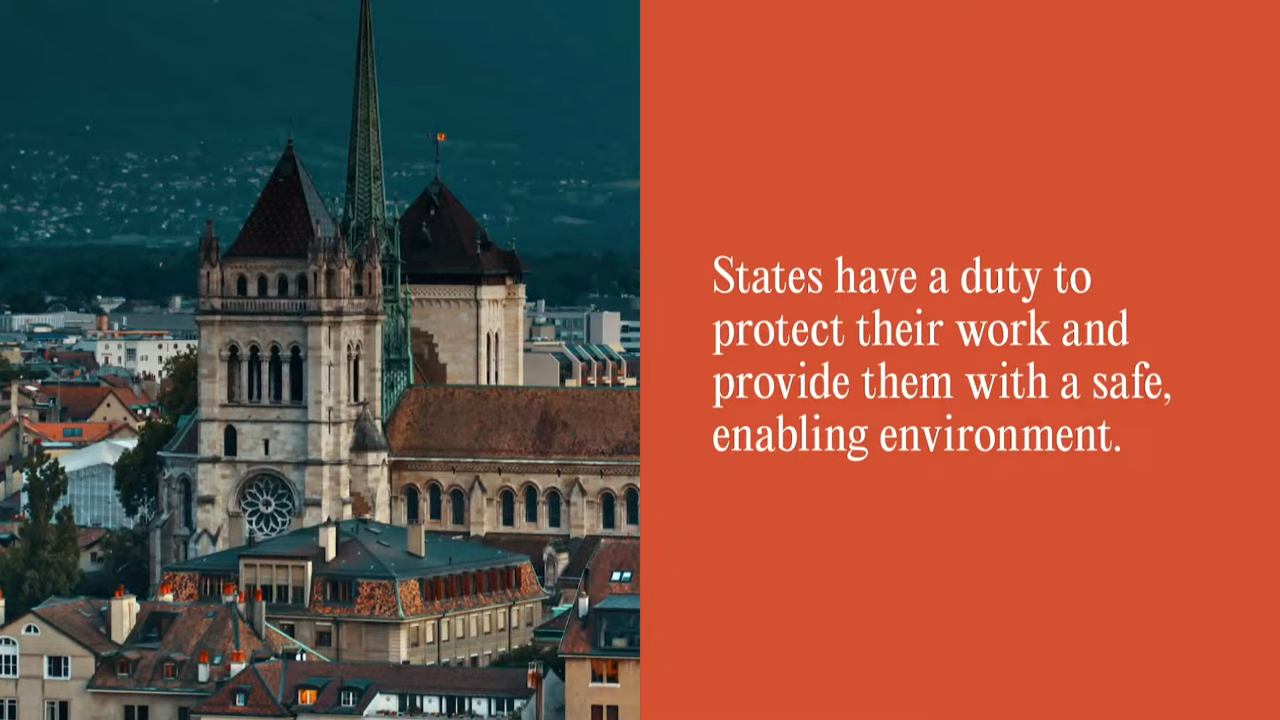 States have a duty to
protect their work and
provide them with a safe,
enabling environment.